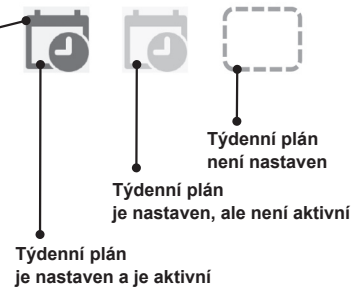 Týdenní plán
není nastaven
Týdenní plán
je nastaven, ale není aktivní
Týdenní plán
je nastaven a je aktivní